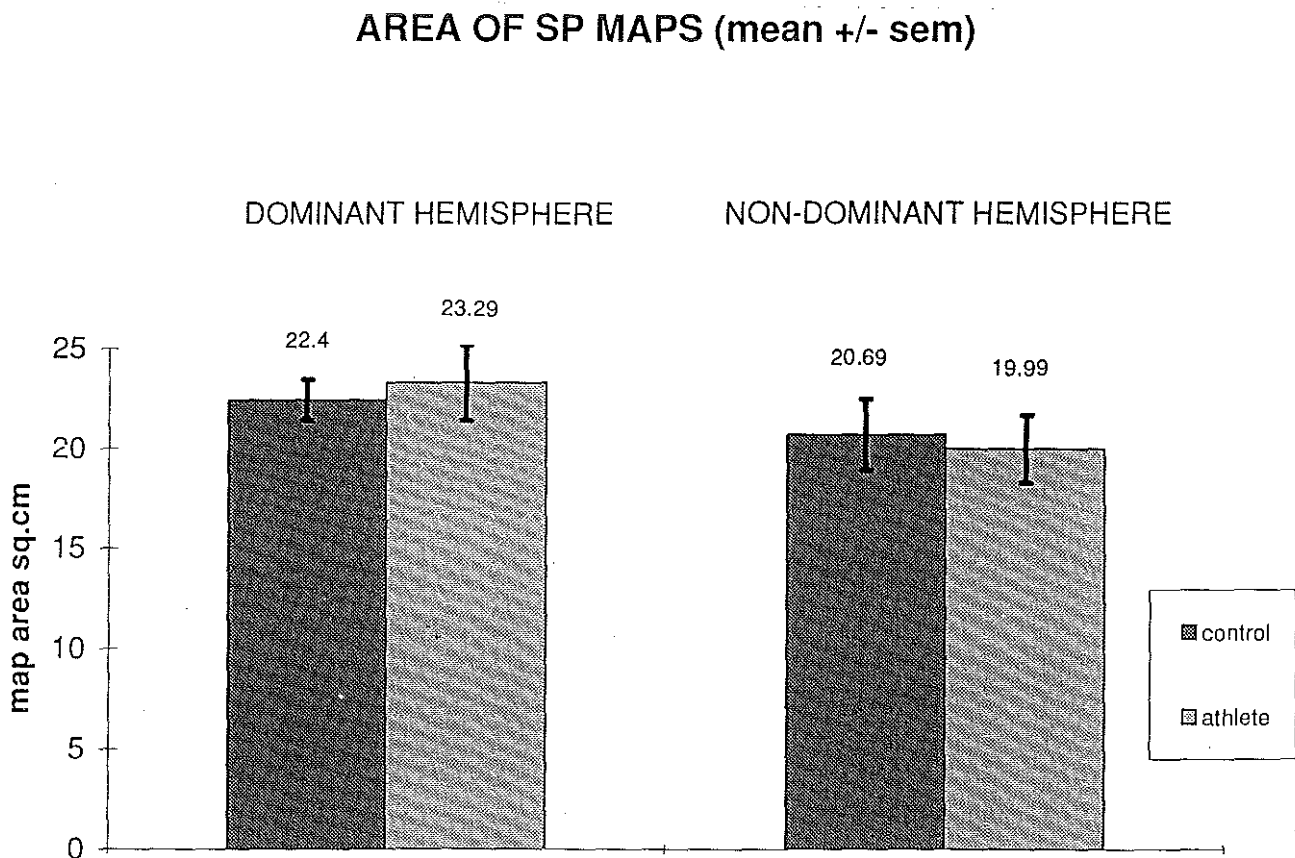 AREA OF SP MAPS (mean +/- sem)
DOMINANT HEMISPHERE
NON-DOMINANT HEMISPHERE
22.4
23.29
20.69
19.99
25
20
15
10
5
0
map area sq.cm
control
athlete